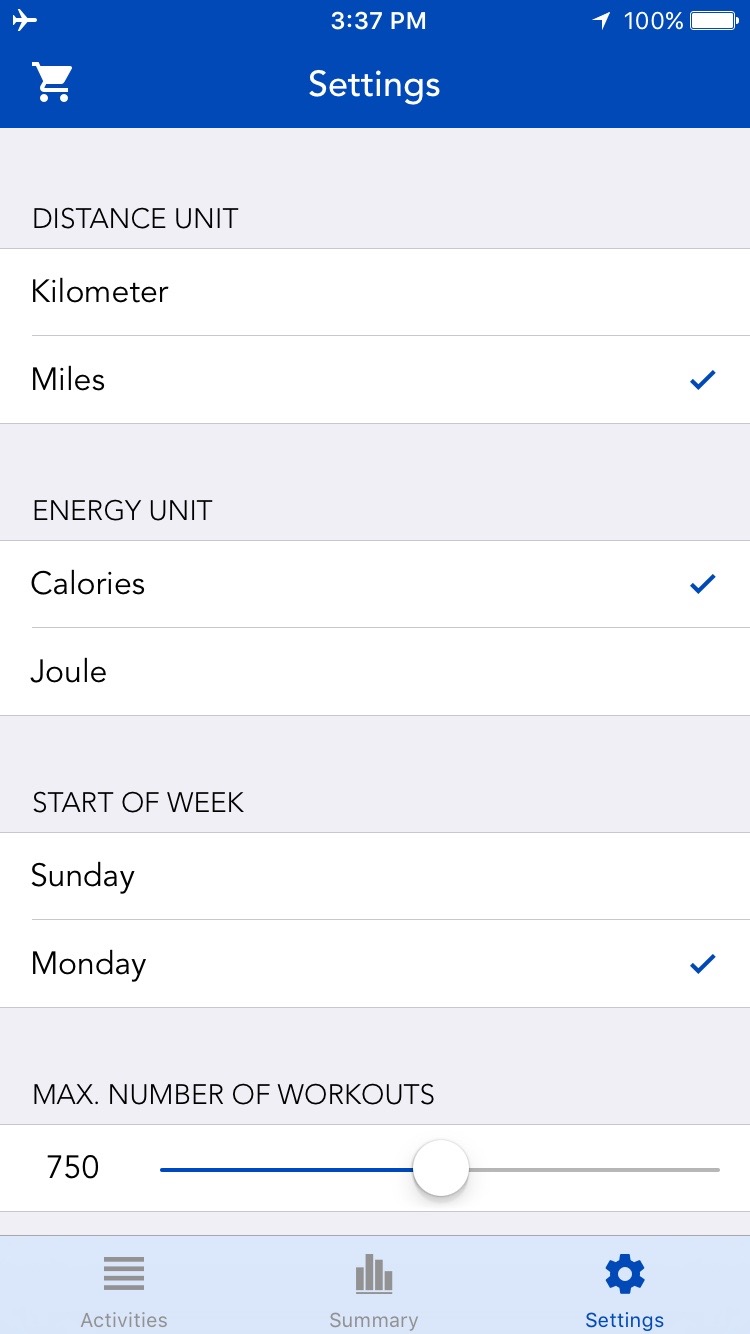 3:37 PM
100%
Settings
DISTANCE UNIT
Kilometer
Miles
ENERGY UNIT
Calories
Joule
START OF WEEK
Sunday
Monday
MAX. NUMBER OF WORKOUTS
750
Activities
Summary
Settings